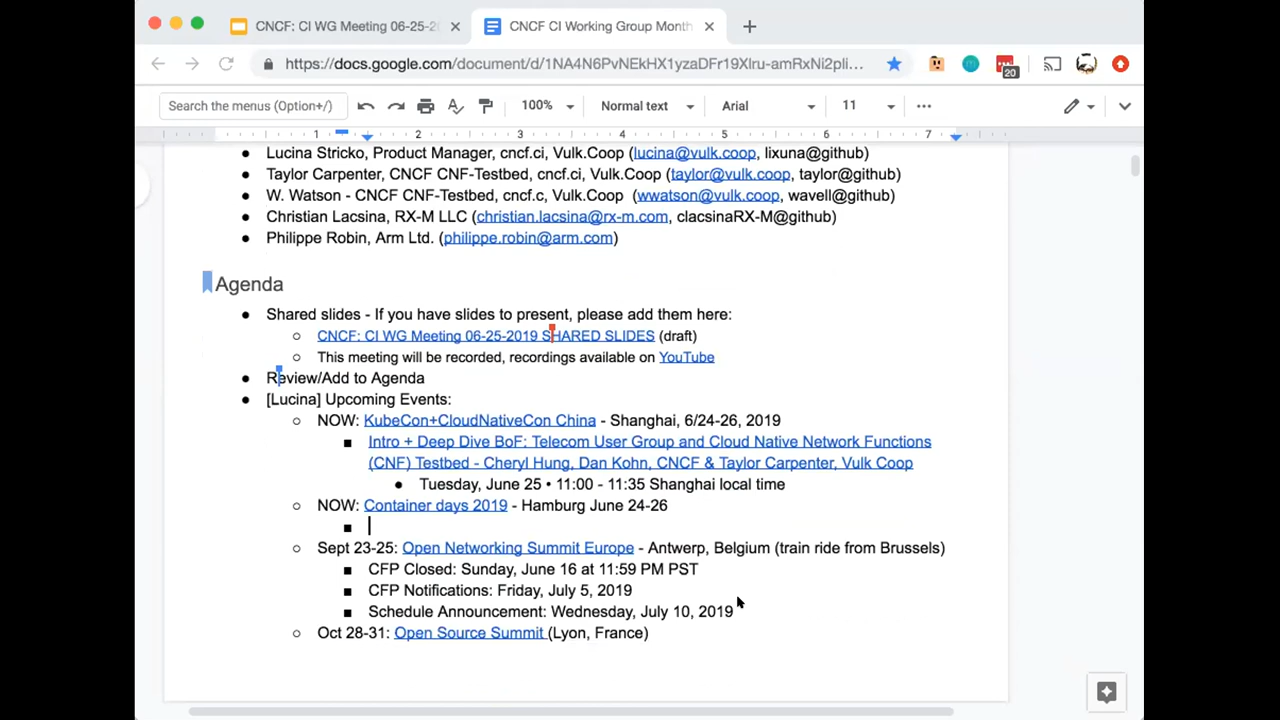 CNCF: CI WG Meeting 06-25-2
CNCF CI Working Group Month
https://docs.google.com/document/d/1NA4N6PvNEkHX1yzaDFr19Xlru-amRxNi2pli...
20
Search the menus (Option+/)
100%
Normal text
Arial
11
1 2 3 4 5 6 7
● Lucina Stricko, Product Manager, cncf.ci, Vulk.Coop (lucina@vulk.coop, lixuna@github)
● Taylor Carpenter, CNCF CNF-Testbed, cncf.ci, Vulk.Coop (taylor@vulk.coop, taylor@github)
● W. Watson - CNCF CNF-Testbed, cncf.c, Vulk.Coop (wwatson@vulk.coop, wavell@github)
● Christian Lacsina, RX-M LLC (christian.lacsina@rx-m.com, clacsinaRX-M@github)
● Philippe Robin, Arm Ltd. (philippe.robin@arm.com)
Agenda
● Shared slides - If you have slides to present, please add them here:
○ CNCF: CI WG Meeting 06-25-2019 SHARED SLIDES (draft)
○ This meeting will be recorded, recordings available on YouTube
● Review/Add to Agenda
● [Lucina] Upcoming Events:
○ NOW: KubeCon+CloudNativeCon China - Shanghai, 6/24-26, 2019
■ Intro + Deep Dive BoF: Telecom User Group and Cloud Native Network Functions
(CNF) Testbed - Cheryl Hung, Dan Kohn, CNCF & Taylor Carpenter, Vulk Coop
● Tuesday, June 25 • 11:00 - 11:35 Shanghai local time
○ NOW: Container days 2019 - Hamburg June 24-26
■
○ Sept 23-25: Open Networking Summit Europe - Antwerp, Belgium (train ride from Brussels)
■ CFP Closed: Sunday, June 16 at 11:59 PM PST
■ CFP Notifications: Friday, July 5, 2019
■ Schedule Announcement: Wednesday, July 10, 2019
○ Oct 28-31: Open Source Summit (Lyon, France)